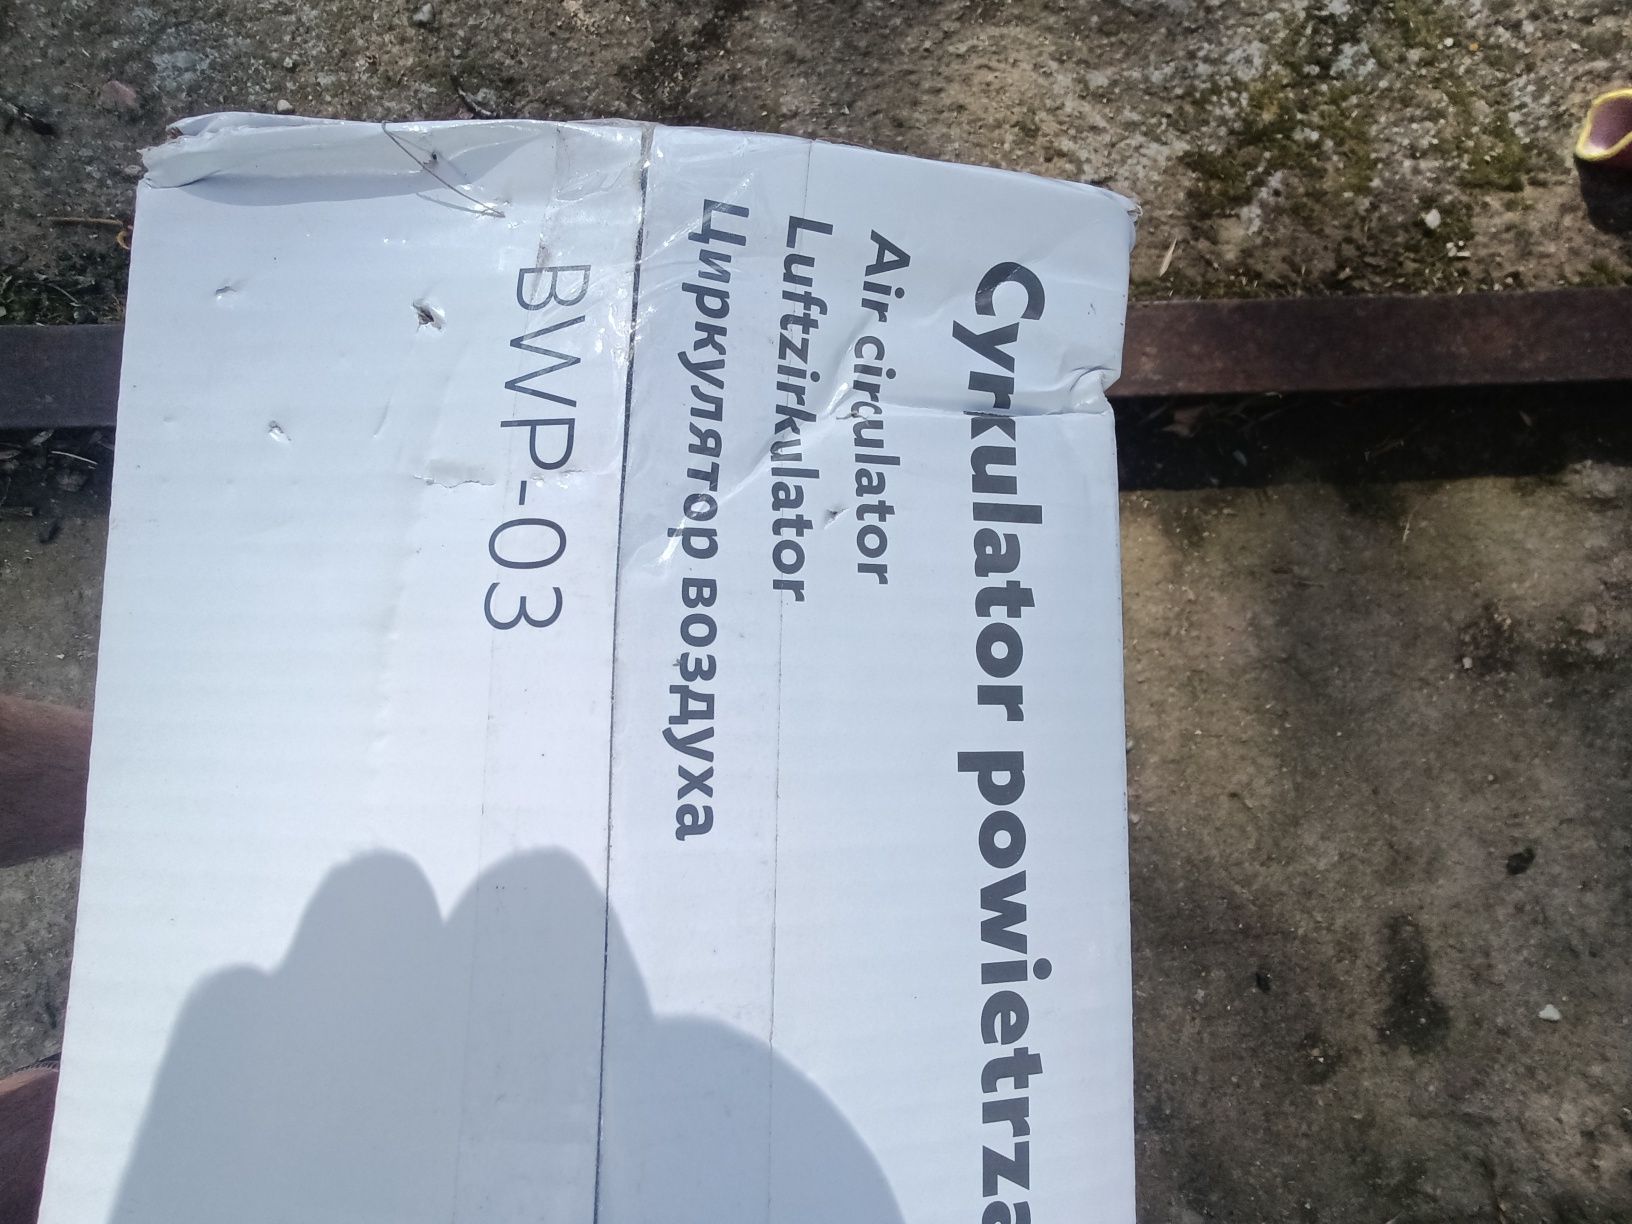 Cyrkulator powietrza
Air circulator
Luftzirkulator
Циркулятор воздуха
BWP-03